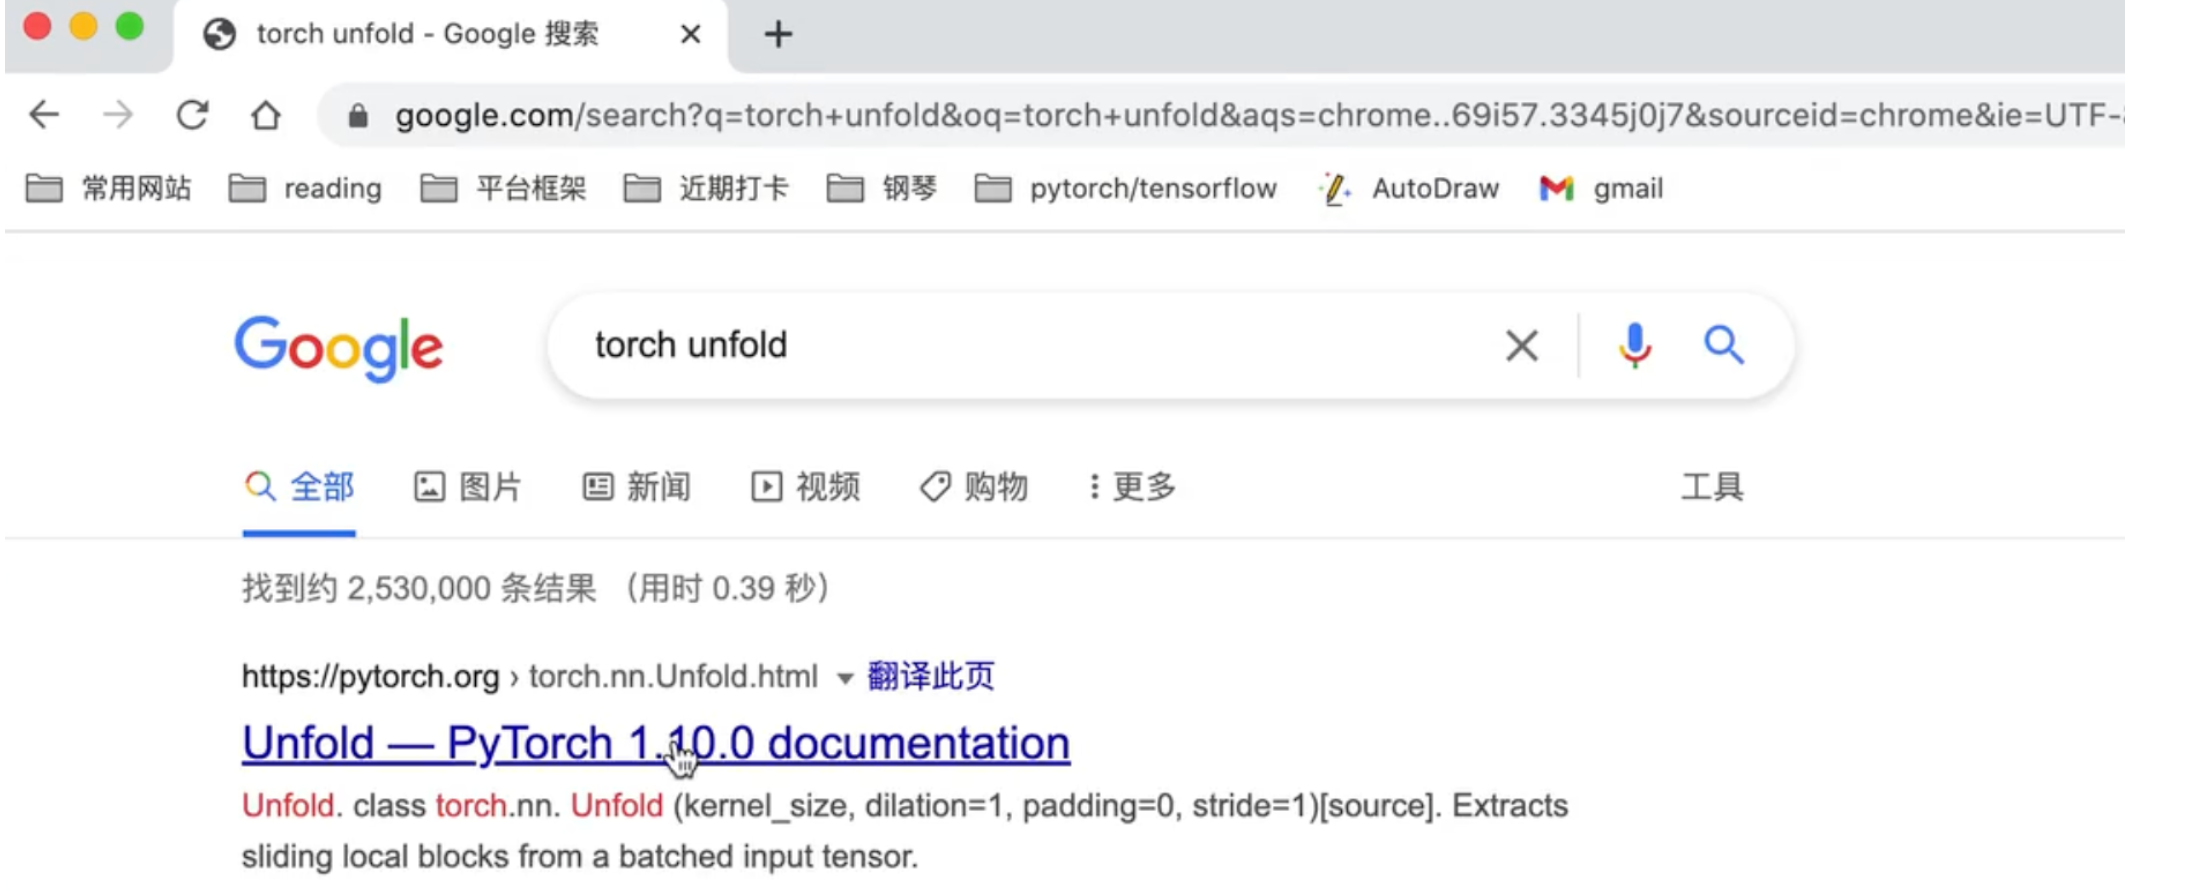 torch unfold - Google 搜索
google.com/search?q=torch+unfold&oq=torch+unfold&aqs=chrome..69i57.3345j0j7&sourceid=chrome&ie=UTF-
常用网站 reading 平台框架 近期打卡 钢琴 pytorch/tensorflow AutoDraw gmail
Google torch unfold
全部 图片 新闻 视频 购物 更多 工具
找到约 2,530,000 条结果 （用时 0.39 秒）
https://pytorch.org › torch.nn.Unfold.html 翻译此页
Unfold — PyTorch 1.10.0 documentation
Unfold. class torch.nn. Unfold (kernel_size, dilation=1, padding=0, stride=1)[source]. Extracts
sliding local blocks from a batched input tensor.